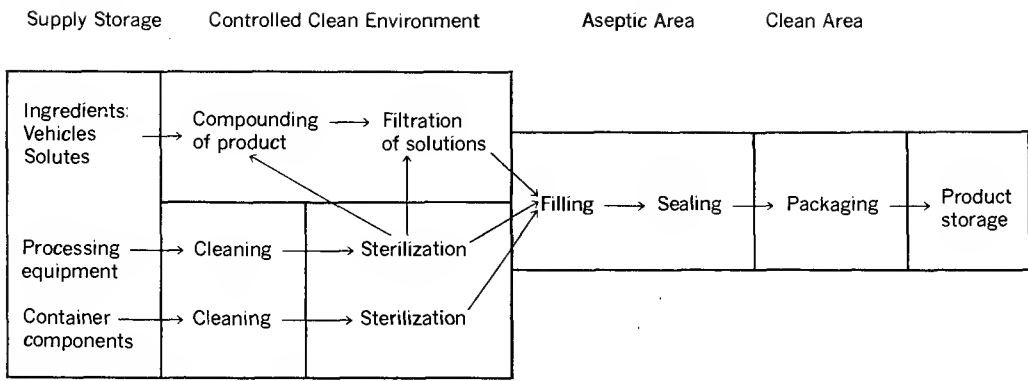 Supply Storage
Controlled Clean Environment
Aseptic Area
Clean Area
Ingredients:
Vehicles
Solutes
Compounding
of product
Filtration
of solutions
Filling
Sealing
Packaging
Product
storage
Processing
equipment
Cleaning
Sterilization
Container
components
Cleaning
Sterilization